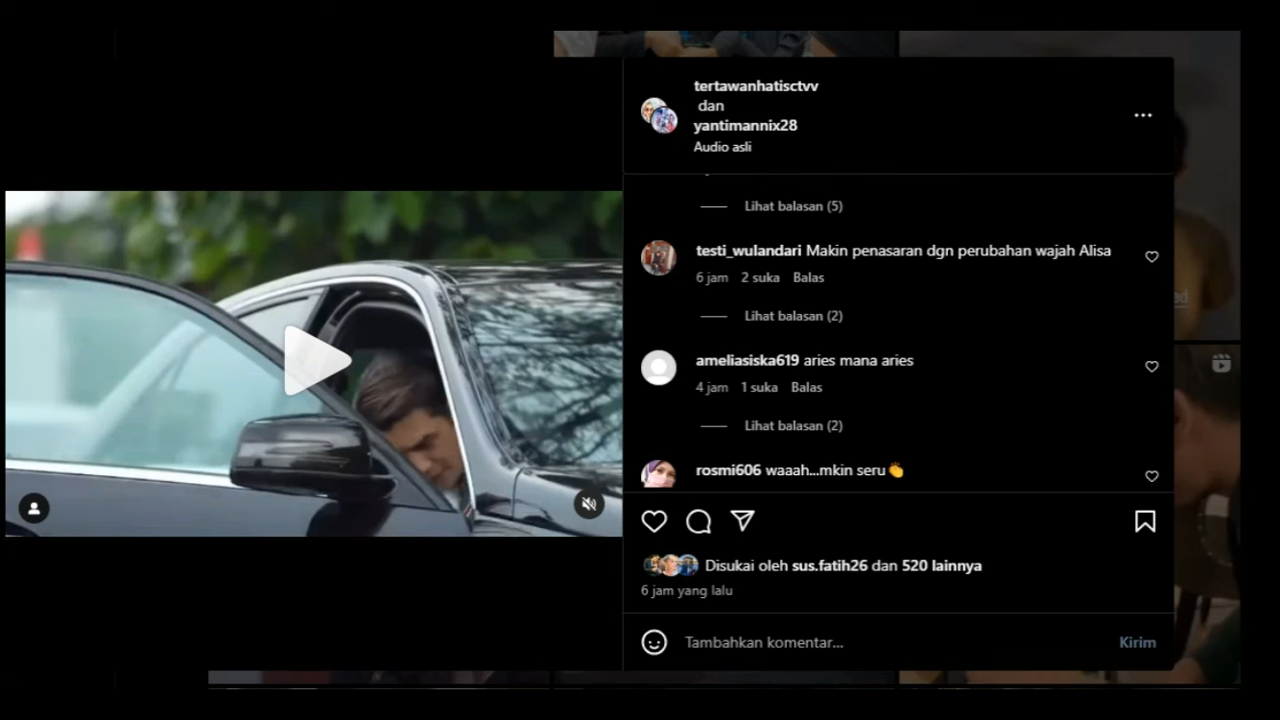 tertawanhatisctvv
dan
yantimannix28
Audio asli
Lihat balasan (5)
testi_wulandari Makin penasaran dgn perubahan wajah Alisa
6 jam 2 suka Balas
Lihat balasan (2)
ameliasiska619 aries mana aries
4 jam 1 suka Balas
Lihat balasan (2)
rosmi606 waaah...mkin seru👏
Disukai oleh sus.fatih26 dan 520 lainnya
6 jam yang lalu
Tambahkan komentar...
Kirim